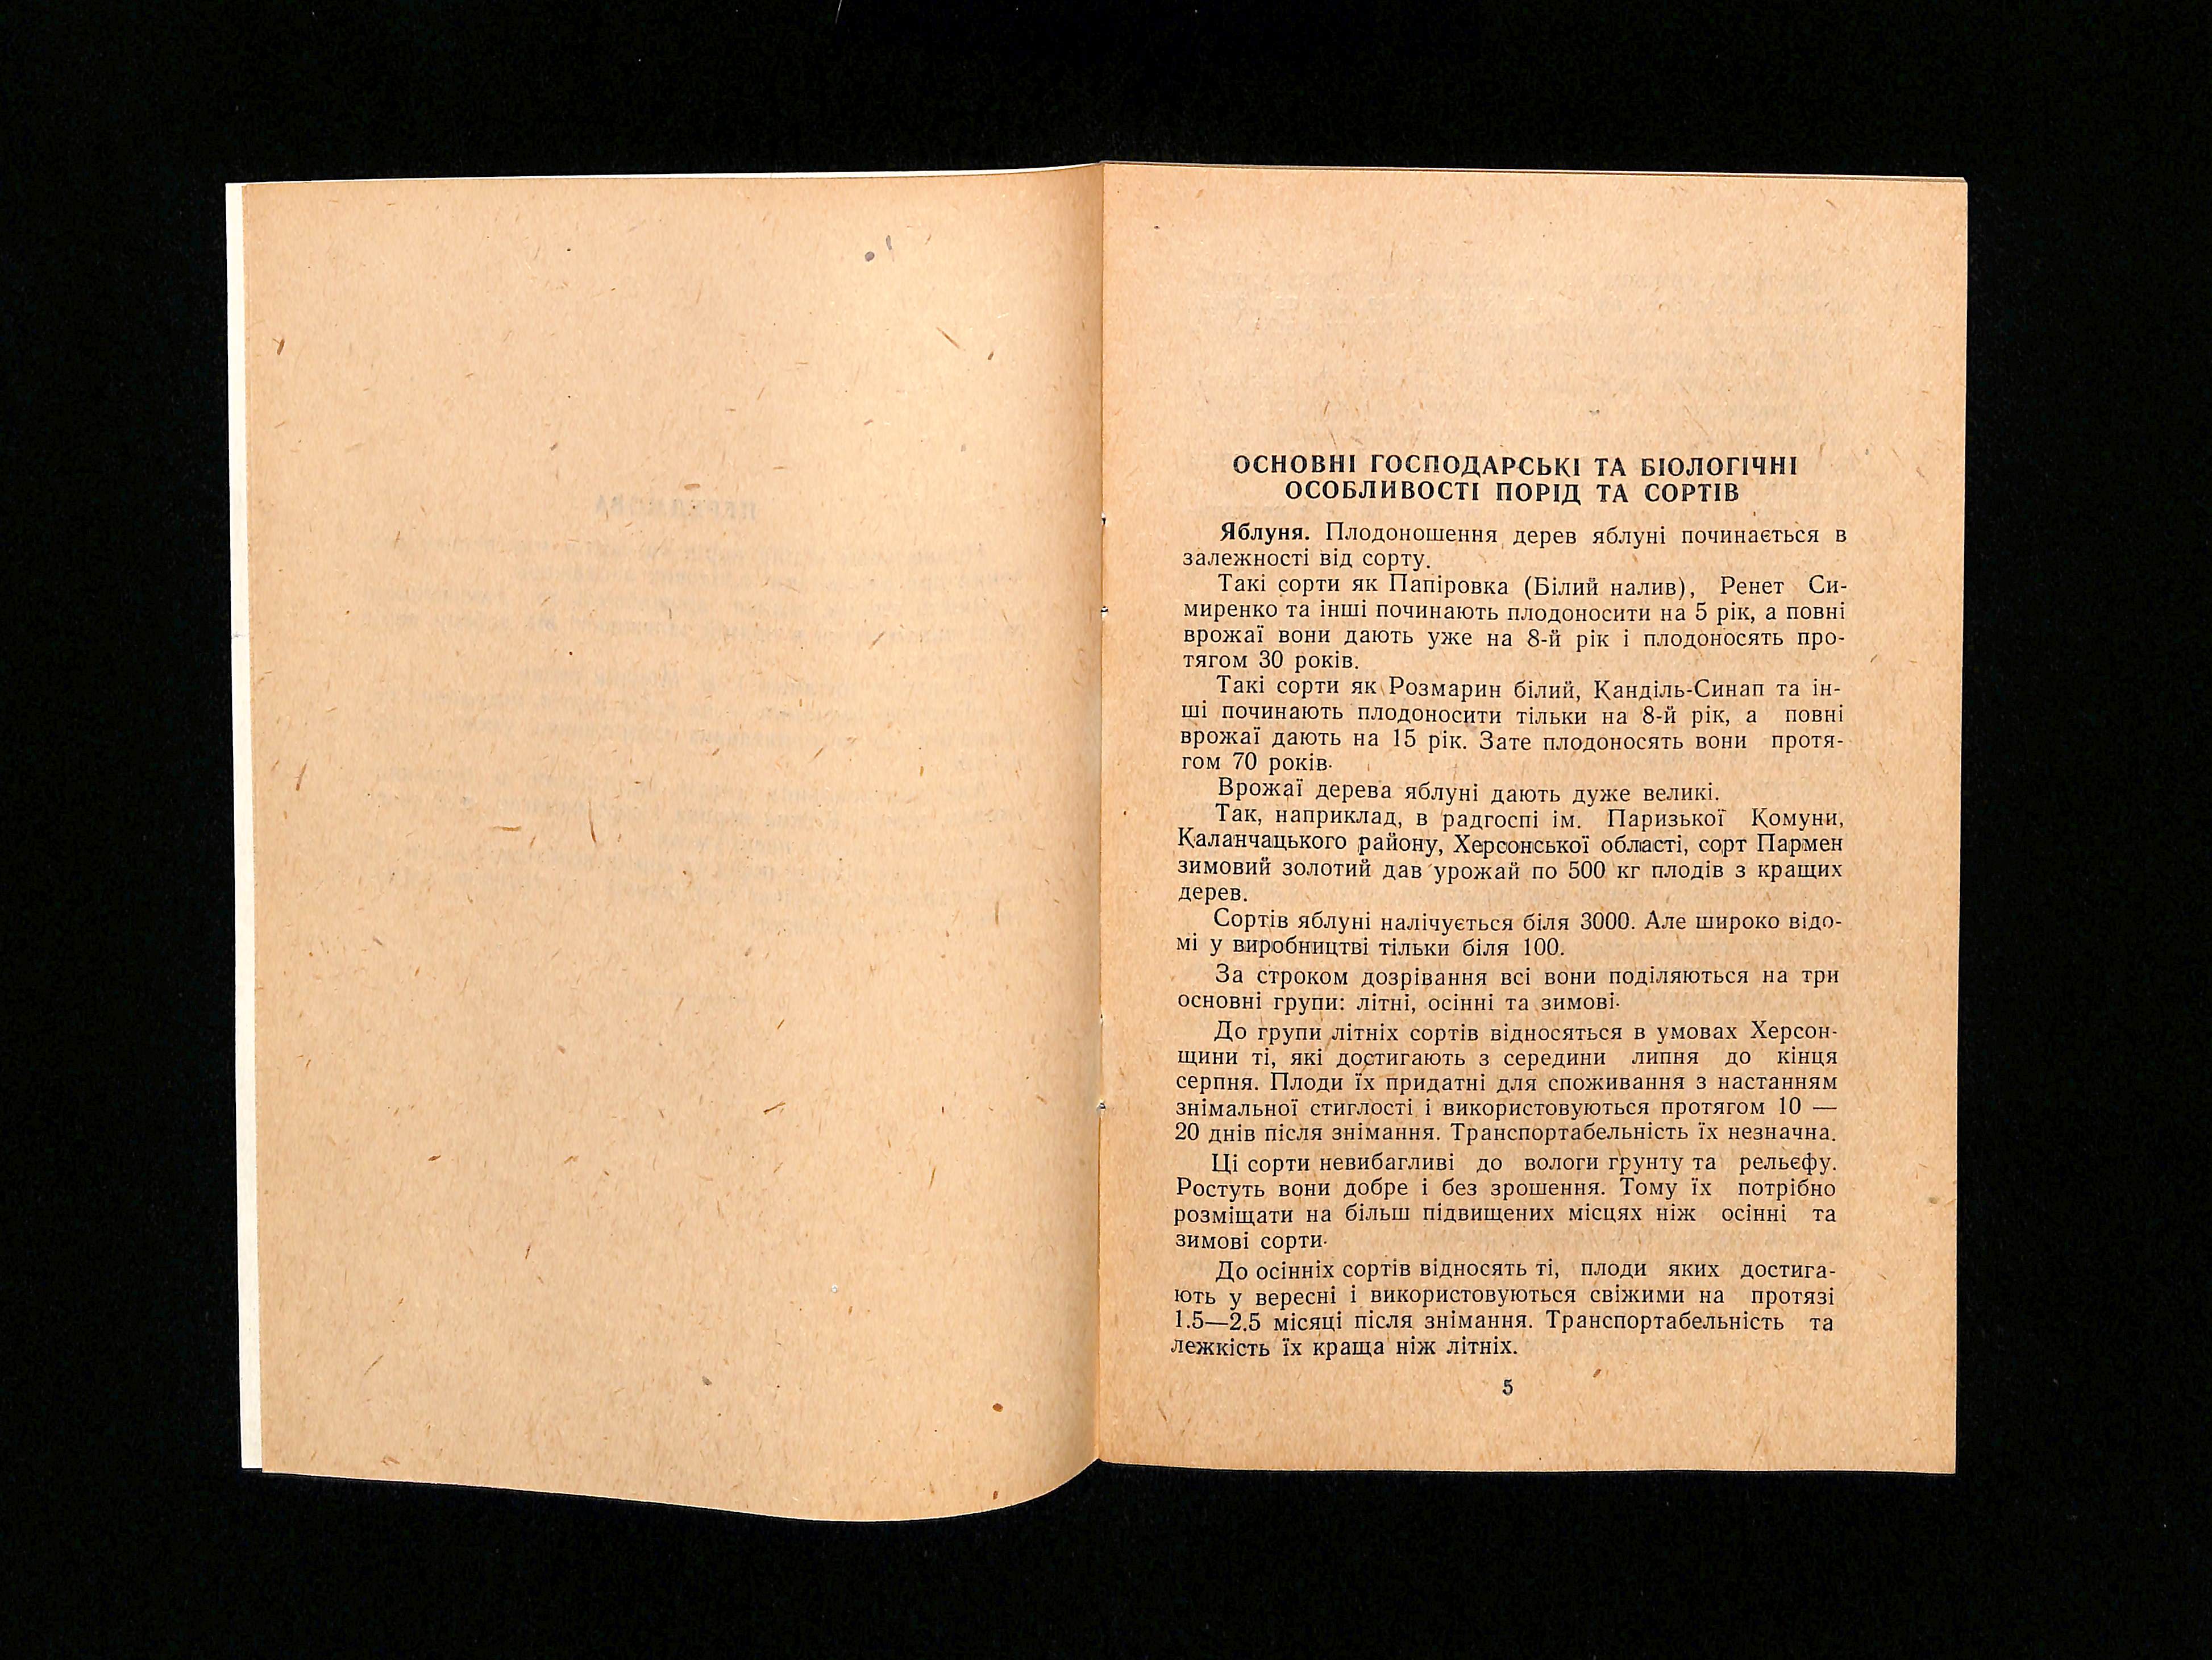 ОСНОВНІ ГОСПОДАРСЬКІ ТА БІОЛОГІЧНІ
ОСОБЛИВОСТІ ПОРІД ТА СОРТІВ
Яблуня. Плодоношення дерев яблуні починається в
залежності від сорту.
Такі сорти як Папіровка (Білий налив), Ренет Си-
миренко та інші починають плодоносити на 5 рік, а повні
врожаї вони дають уже на 8-й рік і плодоносять про-
тягом 30 років.
Такі сорти як Розмарин білий, Канділь-Синап та ін-
ші починають плодоносити тільки на 8-й рік, а повні
врожаї дають на 15 рік. Зате плодоносять вони протя-
гом 70 років.
Врожаї дерева яблуні дають дуже великі.
Так, наприклад, в радгоспі ім. Паризької Комуни,
Каланчацького району, Херсонської області, сорт Пармен
зимовий золотий дав урожай по 500 кг плодів з кращих
дерев.
Сортів яблуні налічується біля 3000. Але широко відо-
мі у виробництві тільки біля 100.
За строком дозрівання всі вони поділяються на три
основні групи: літні, осінні та зимові.
До групи літніх сортів відносяться в умовах Херсон-
щини ті, які достигають з середини липня до кінця
серпня. Плоди їх придатні для споживання з настанням
знімальної стиглості і використовуються протягом 10 —
20 днів після знімання. Транспортабельність їх незначна.
Ці сорти невибагливі до вологи грунту та рельєфу.
Ростуть вони добре і без зрошення. Тому їх потрібно
розміщати на більш підвищених місцях ніж осінні та
зимові сорти.
До осінніх сортів відносять ті, плоди яких достига-
ють у вересні і використовуються свіжими на протязі
1.5—2.5 місяці після знімання. Транспортабельність та
лежкість їх краща ніж літніх.
5